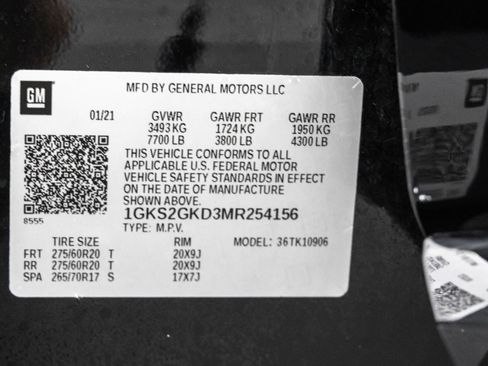 GM
MFD BY GENERAL MOTORS LLC
01/21 GVWR GAWR FRT GAWR RR
3493 KG 1724 KG 1950 KG
7700 LB 3800 LB 4300 LB
THIS VEHICLE CONFORMS TO ALL
APPLICABLE U.S. FEDERAL MOTOR
VEHICLE SAFETY STANDARDS IN EFFECT
ON THE DATE OF MANUFACTURE
SHOWN ABOVE.
8555
1GKS2GKD3MR254156
TYPE: M.P.V. MODEL: 36TK10906
TIRE SIZE RIM
FRT 275/60R20 T 20X9J
RR 275/60R20 T 20X9J
SPA 265/70R17 S 17X7J